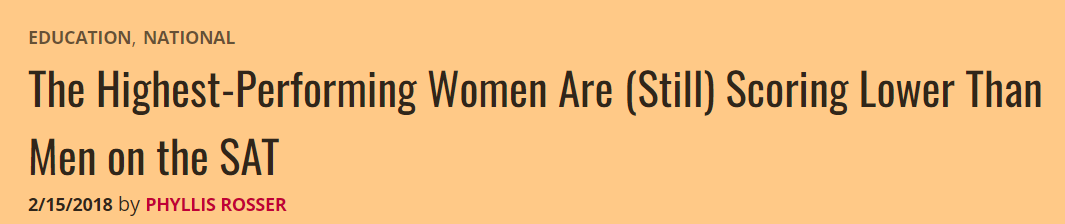 EDUCATION, NATIONAL
The Highest-Performing Women Are (Still) Scoring Lower Than
Men on the SAT
2/15/2018 by PHYLLIS ROSSER